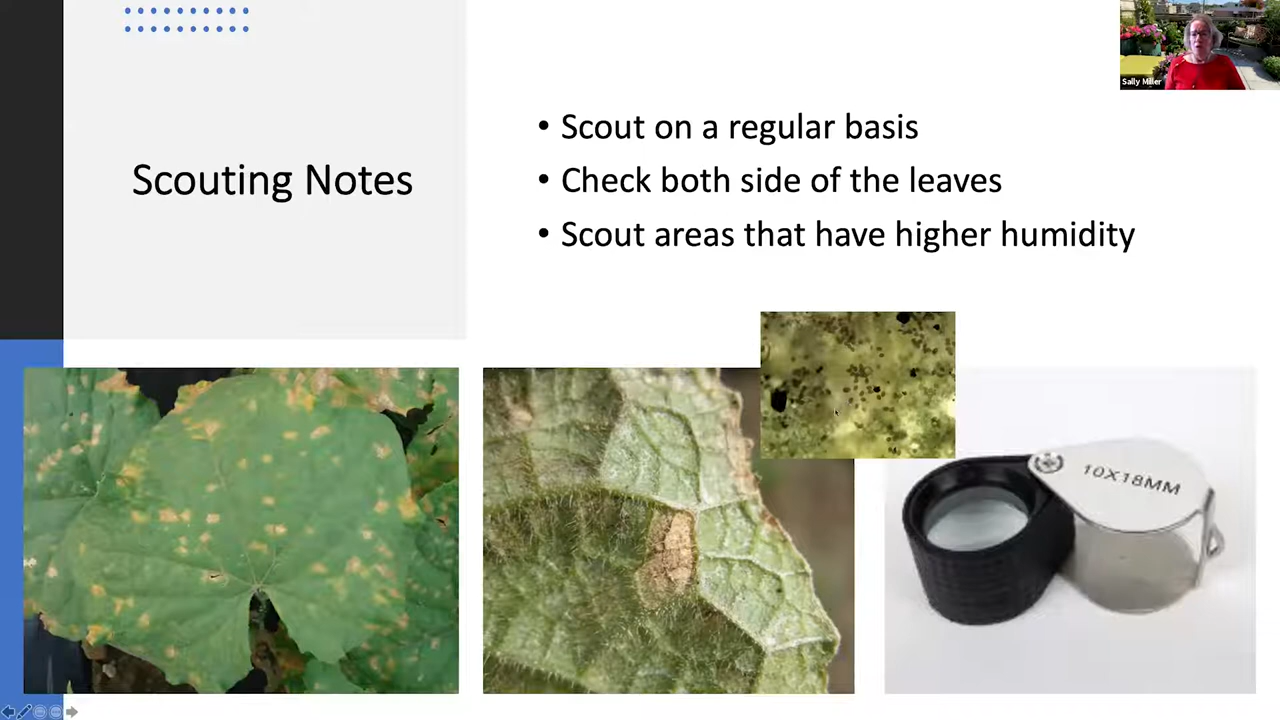 Sally Miller
Scouting Notes
• Scout on a regular basis
• Check both side of the leaves
• Scout areas that have higher humidity
10X18MM